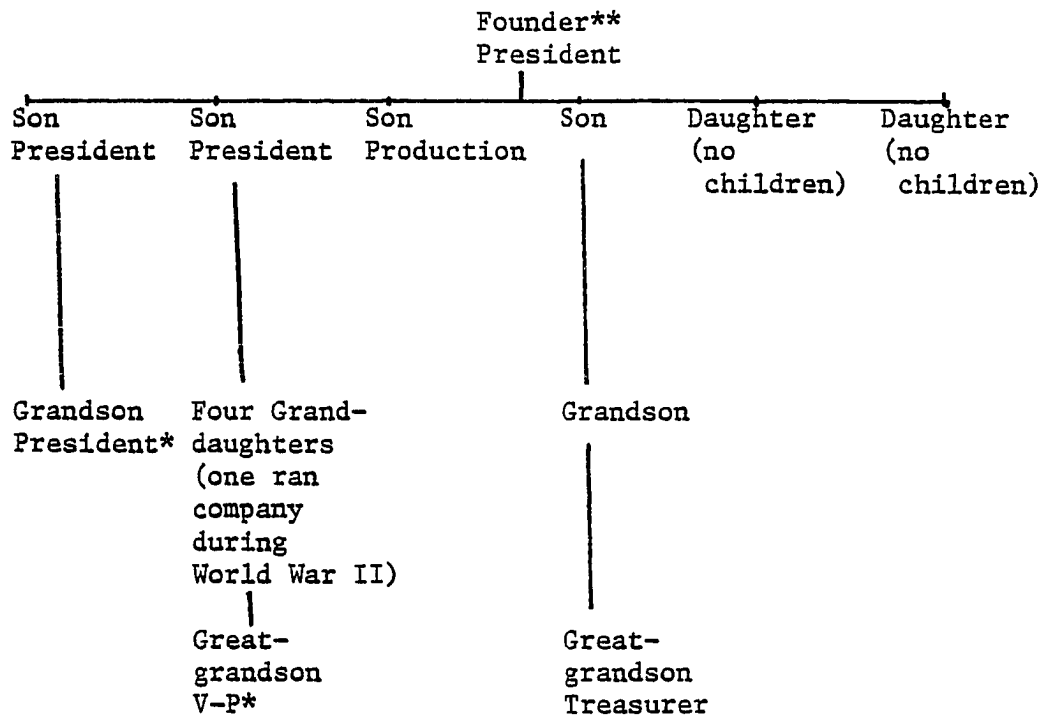 Founder**
President
Son
President
Son
President
Son
Production
Son
Daughter
(no
children)
Daughter
(no
children)
Grandson
President*
Four Grand-
daughters
(one ran
company
during
World War II)
Grandson
Great-
grandson
V-P*
Great-
grandson
Treasurer